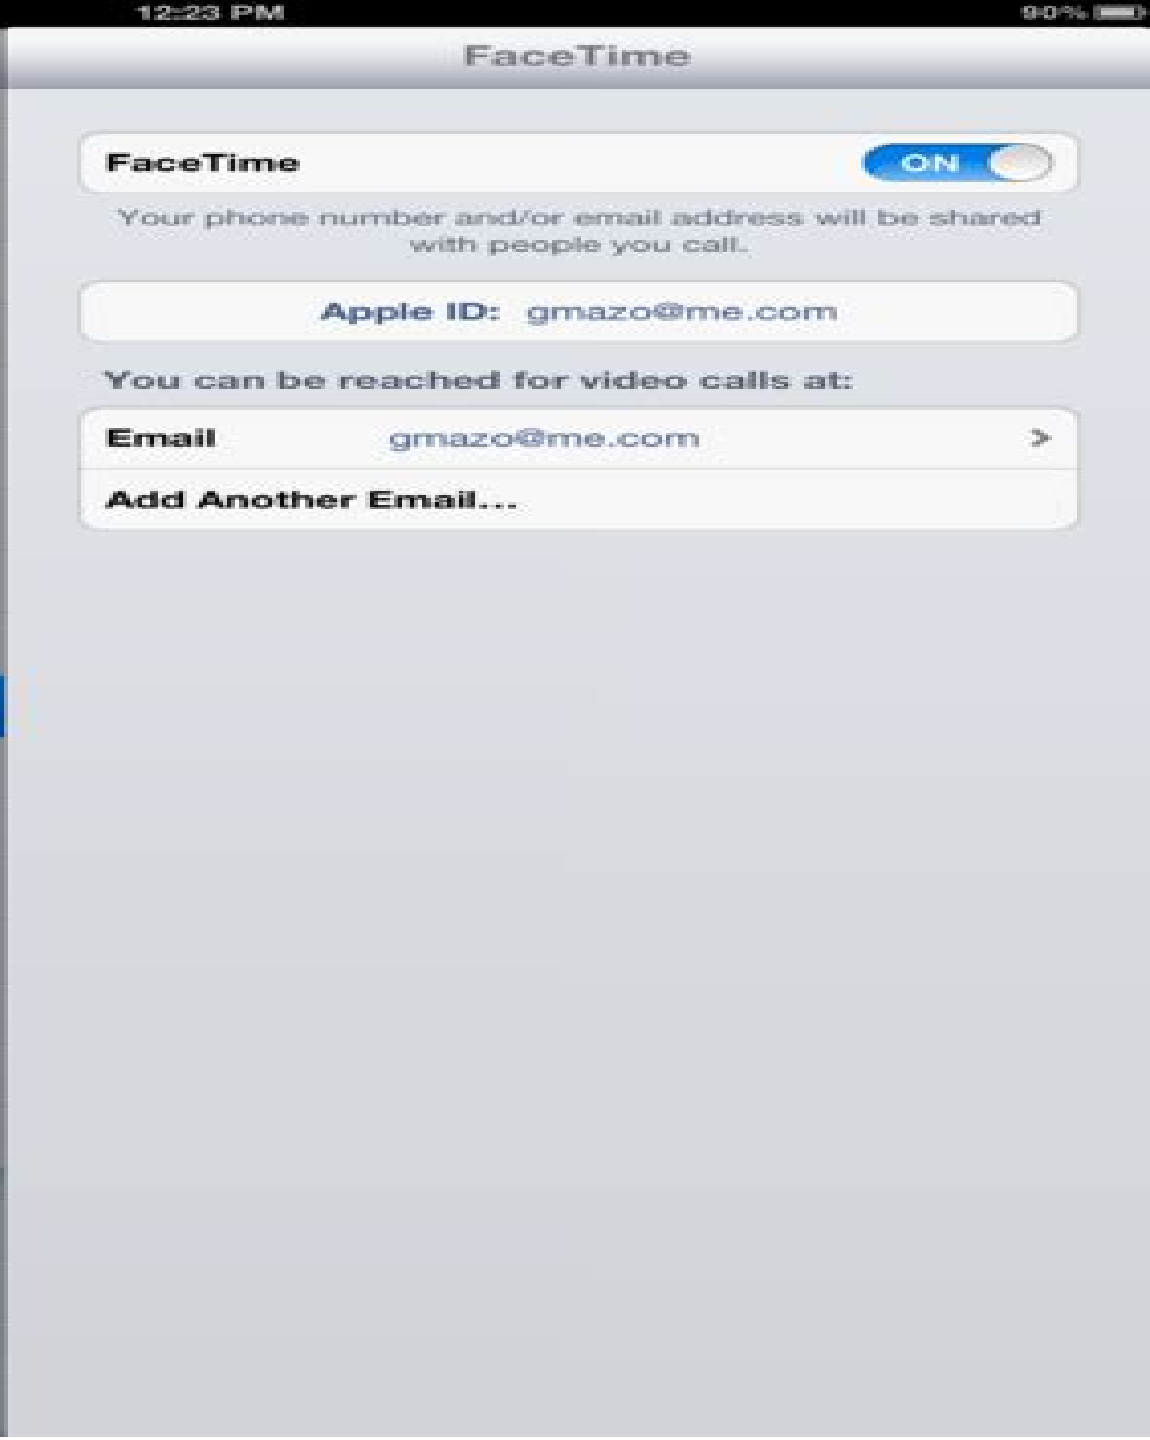 12:23 PM 90%
FaceTime
FaceTime ON
Your phone number and/or email address will be shared
with people you call.
Apple ID: gmazo@me.com
You can be reached for video calls at:
Email gmazo@me.com >
Add Another Email...